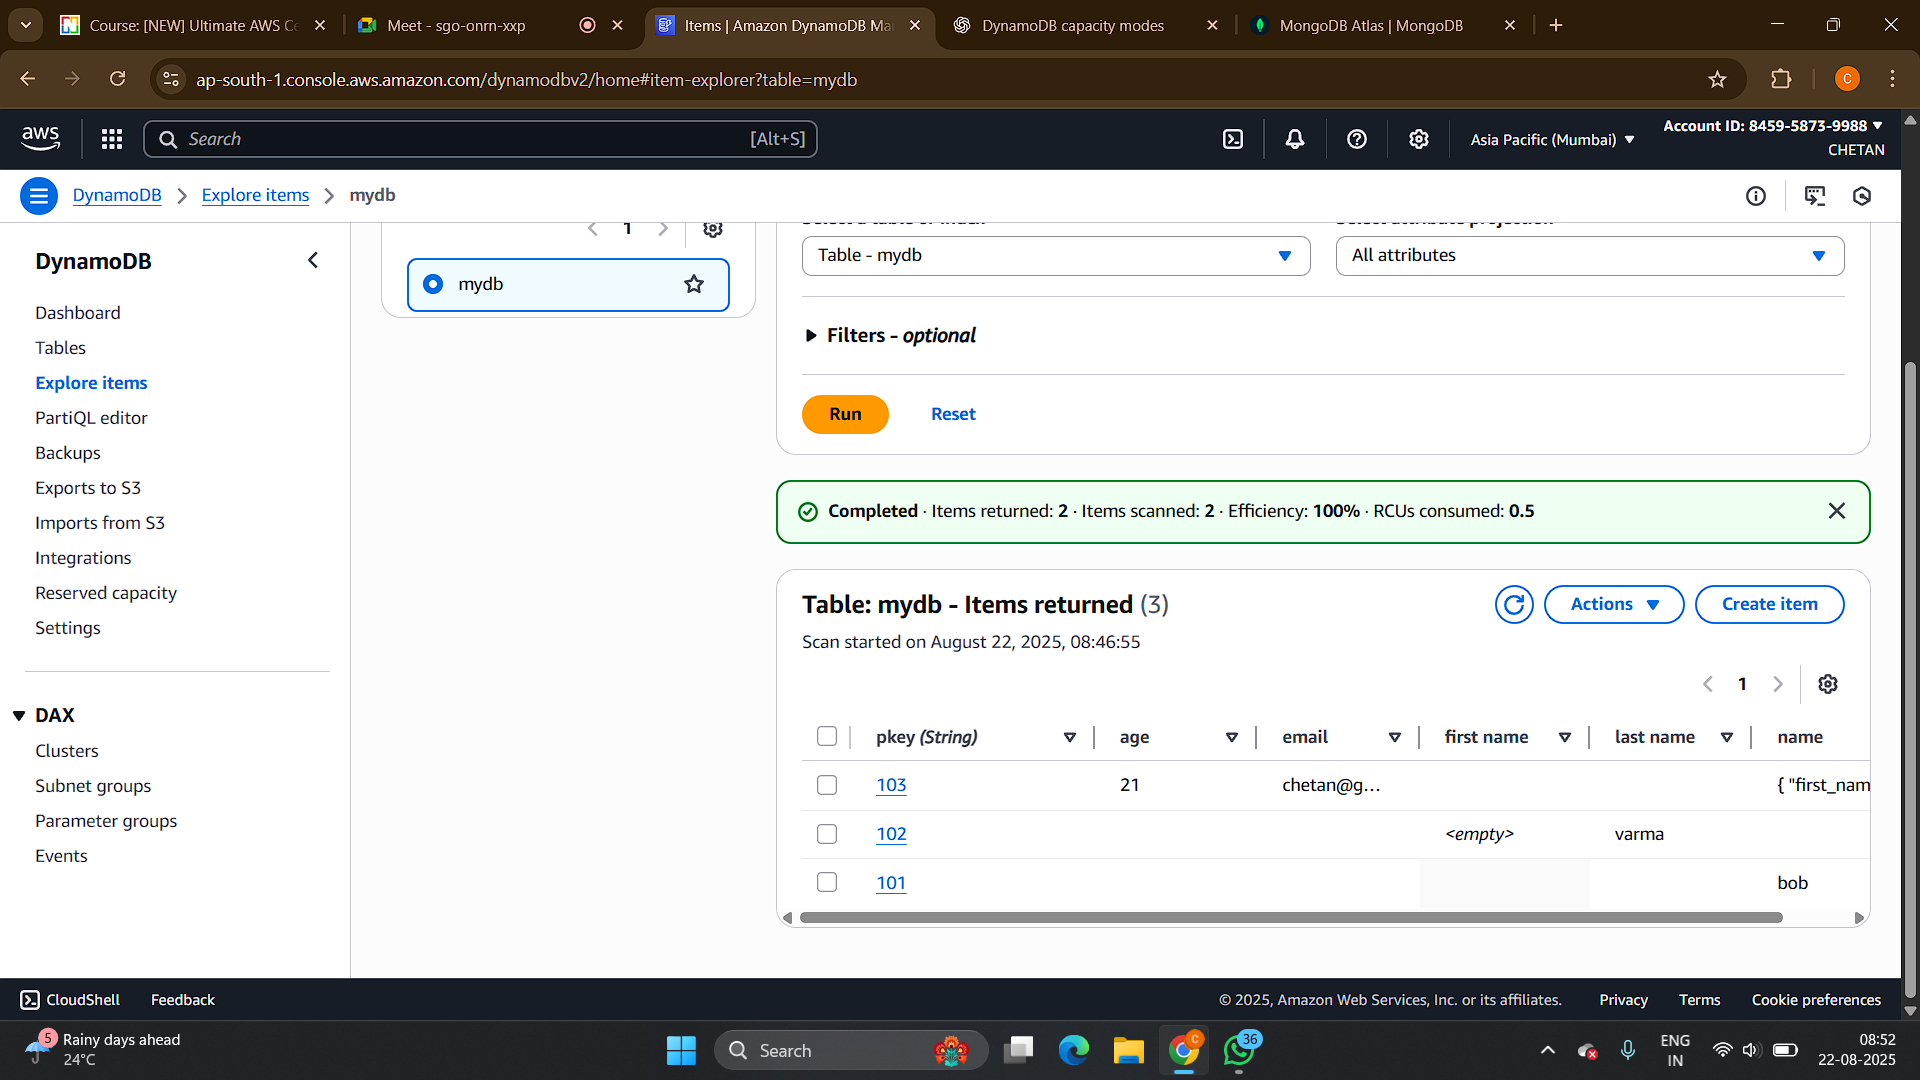 Course: [NEW] Ultimate AWS Ce
Meet - sgo-onrn-xxp
Items | Amazon DynamoDB Ma
DynamoDB capacity modes
MongoDB Atlas | MongoDB
ap-south-1.console.aws.amazon.com/dynamodbv2/home#item-explorer?table=mydb
C
aws
Search
[Alt+S]
Asia Pacific (Mumbai)
Account ID: 8459-5873-9988
CHETAN
DynamoDB
Explore items
mydb
DynamoDB
Dashboard
Tables
Explore items
PartiQL editor
Backups
Exports to S3
Imports from S3
Integrations
Reserved capacity
Settings
DAX
Clusters
Subnet groups
Parameter groups
Events
1
mydb
Select a table or index
Select attribute projection
Table - mydb
All attributes
Filters - optional
Run
Reset
Completed · Items returned: 2 · Items scanned: 2 · Efficiency: 100% · RCUs consumed: 0.5
Table: mydb - Items returned (3)
Actions
Create item
Scan started on August 22, 2025, 08:46:55
1
pkey (String) age email first name last name name
103 21 chetan@g... { "first_nam
102 <empty> varma
101 bob
CloudShell
Feedback
© 2025, Amazon Web Services, Inc. or its affiliates.
Privacy
Terms
Cookie preferences
5
Rainy days ahead
24°C
Search
C
36
ENG
IN
08:52
22-08-2025